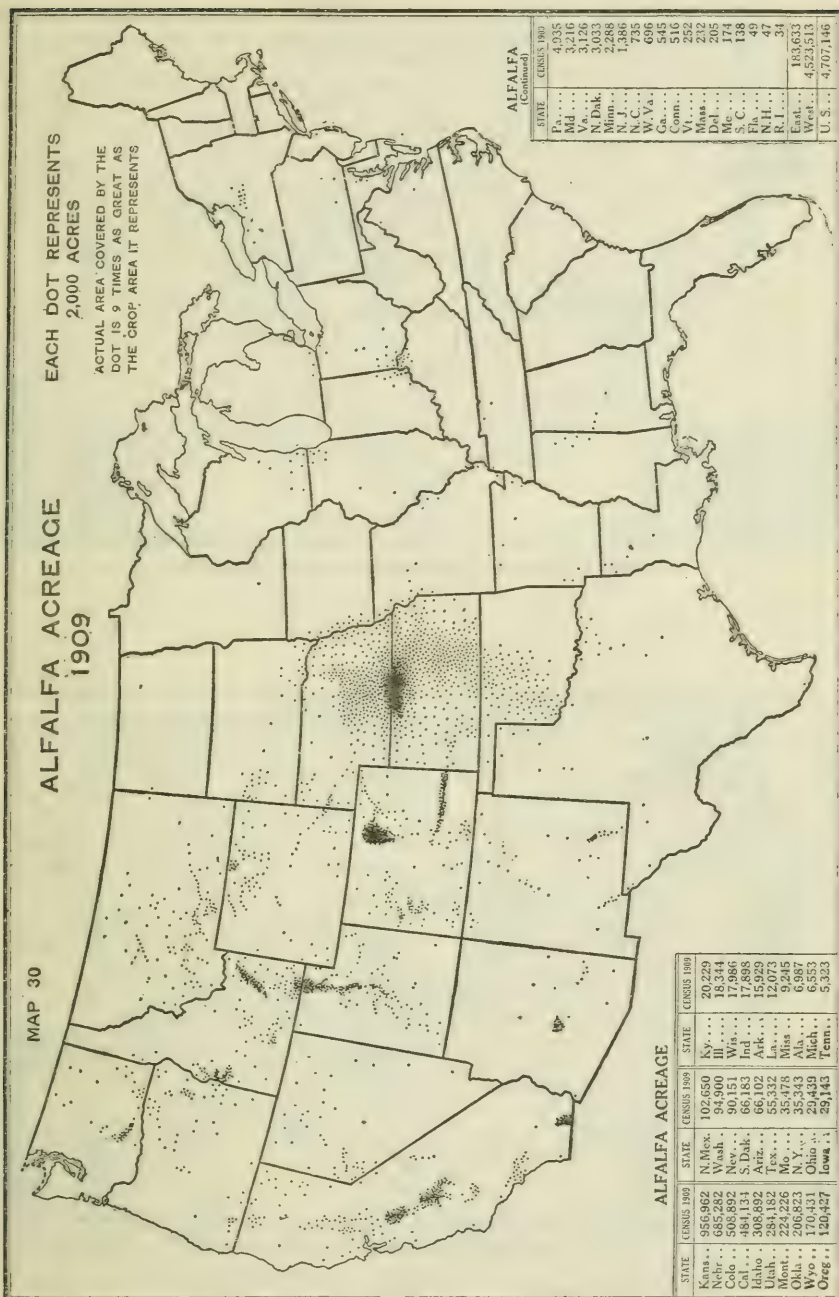 MAP 30
ALFALFA ACREAGE
1909
EACH DOT REPRESENTS
2,000 ACRES
ACTUAL AREA COVERED BY THE
DOT IS 9 TIMES AS GREAT AS
THE CROP AREA IT REPRESENTS
ALFALFA ACREAGE
STATE CENSUS 1909 STATE CENSUS 1909 STATE CENSUS 1909
Kans... 956,962 N.Mex. 102,650 Ky.... 20,229
Nebr... 685,282 Wash... 94,900 Ill.... 18,344
Colo... 508,892 Nev... 90,151 Wis... 17,986
Cal... 484,134 S. Dak. 66,183 Ind... 17,898
Idaho.. 308,892 Ariz... 66,102 Ark... 15,929
Utah... 284,182 Tex... 55,332 La.... 12,073
Mont... 224,226 Mo.... 35,478 Miss... 9,245
Okla... 206,823 N.Y... 35,343 Ala... 6,987
Wyo... 170,431 Ohio... 29,439 Mich.. 6,553
Oreg... 120,427 Iowa... 29,143 Tenn.. 5,323
ALFALFA
(Continued)
STATE CENSUS 1909
Pa..... 4,935
Md..... 3,216
Va..... 3,126
N. Dak. 3,033
Minn... 2,288
N. J.... 1,386
N. C.... 735
W. Va.. 696
Ga..... 545
Conn... 516
Vt..... 252
Mass... 232
Del.... 205
Me..... 174
S. C.... 138
Fla.... 49
N. H.... 47
R. I.... 34
East... 183,633
West... 4,523,513
U. S... 4,707,146